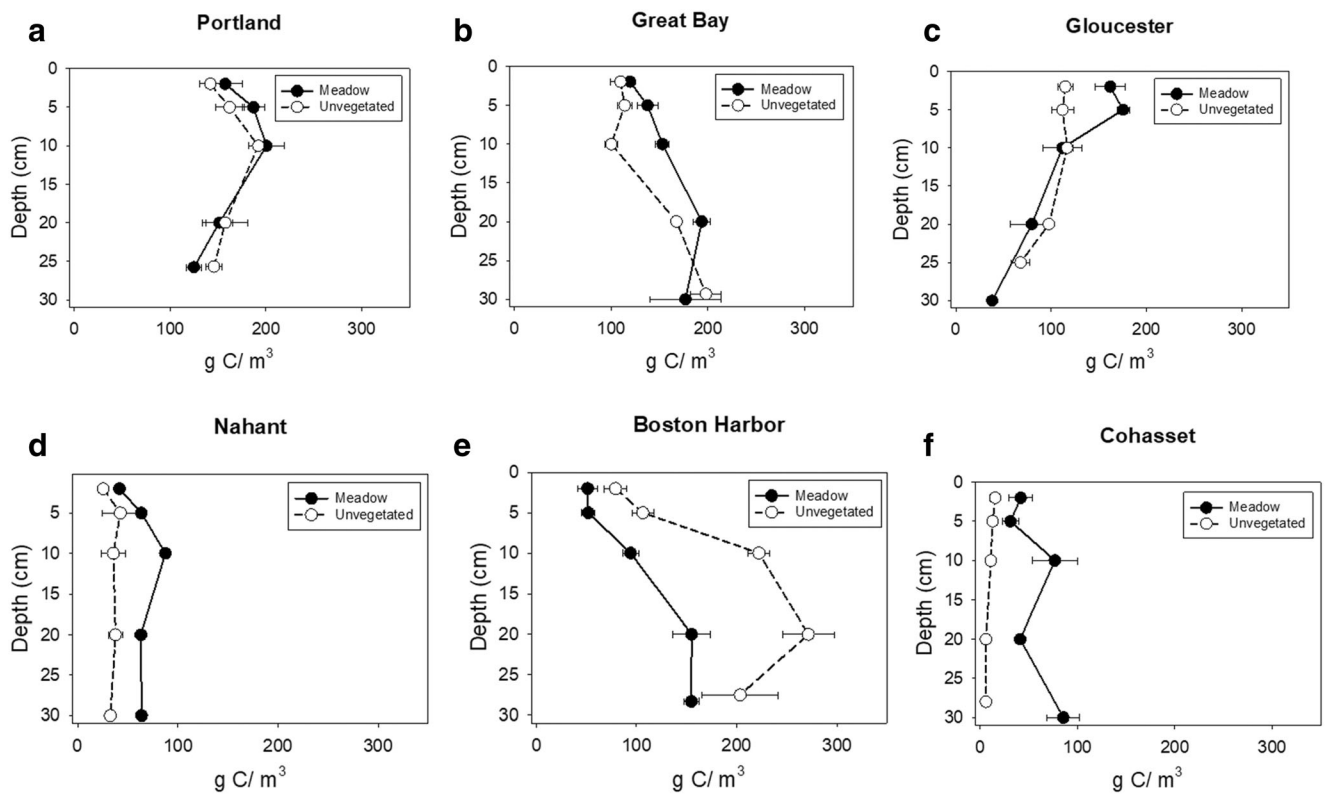 a
Portland
0
5
10
15
20
25
30
Depth (cm)
Meadow
Unvegetated
0 100 200 300
g C/ m³
b
Great Bay
0
5
10
15
20
25
30
Depth (cm)
Meadow
Unvegetated
0 100 200 300
g C/ m³
c
Gloucester
0
5
10
15
20
25
30
Depth (cm)
Meadow
Unvegetated
0 100 200 300
g C/ m³
d
Nahant
5
10
15
20
25
30
Depth (cm)
Meadow
Unvegetated
0 100 200 300
g C/ m³
e
Boston Harbor
0
5
10
15
20
25
30
Depth (cm)
Meadow
Unvegetated
0 100 200 300
g C/ m³
f
Cohasset
0
5
10
15
20
25
30
Depth (cm)
Meadow
Unvegetated
0 100 200 300
g C/ m³